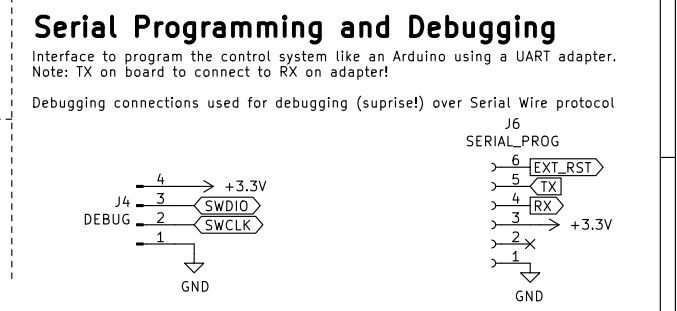 Serial Programming and Debugging
Interface to program the control system like an Arduino using a UART adapter.
Note: TX on board to connect to RX on adapter!
Debugging connections used for debugging (suprise!) over Serial Wire protocol
J4
DEBUG
4
+3.3V
3
SWDIO
2
SWCLK
1
GND
J6
SERIAL_PROG
6
EXT_RST
5
TX
4
RX
3
+3.3V
2
1
GND